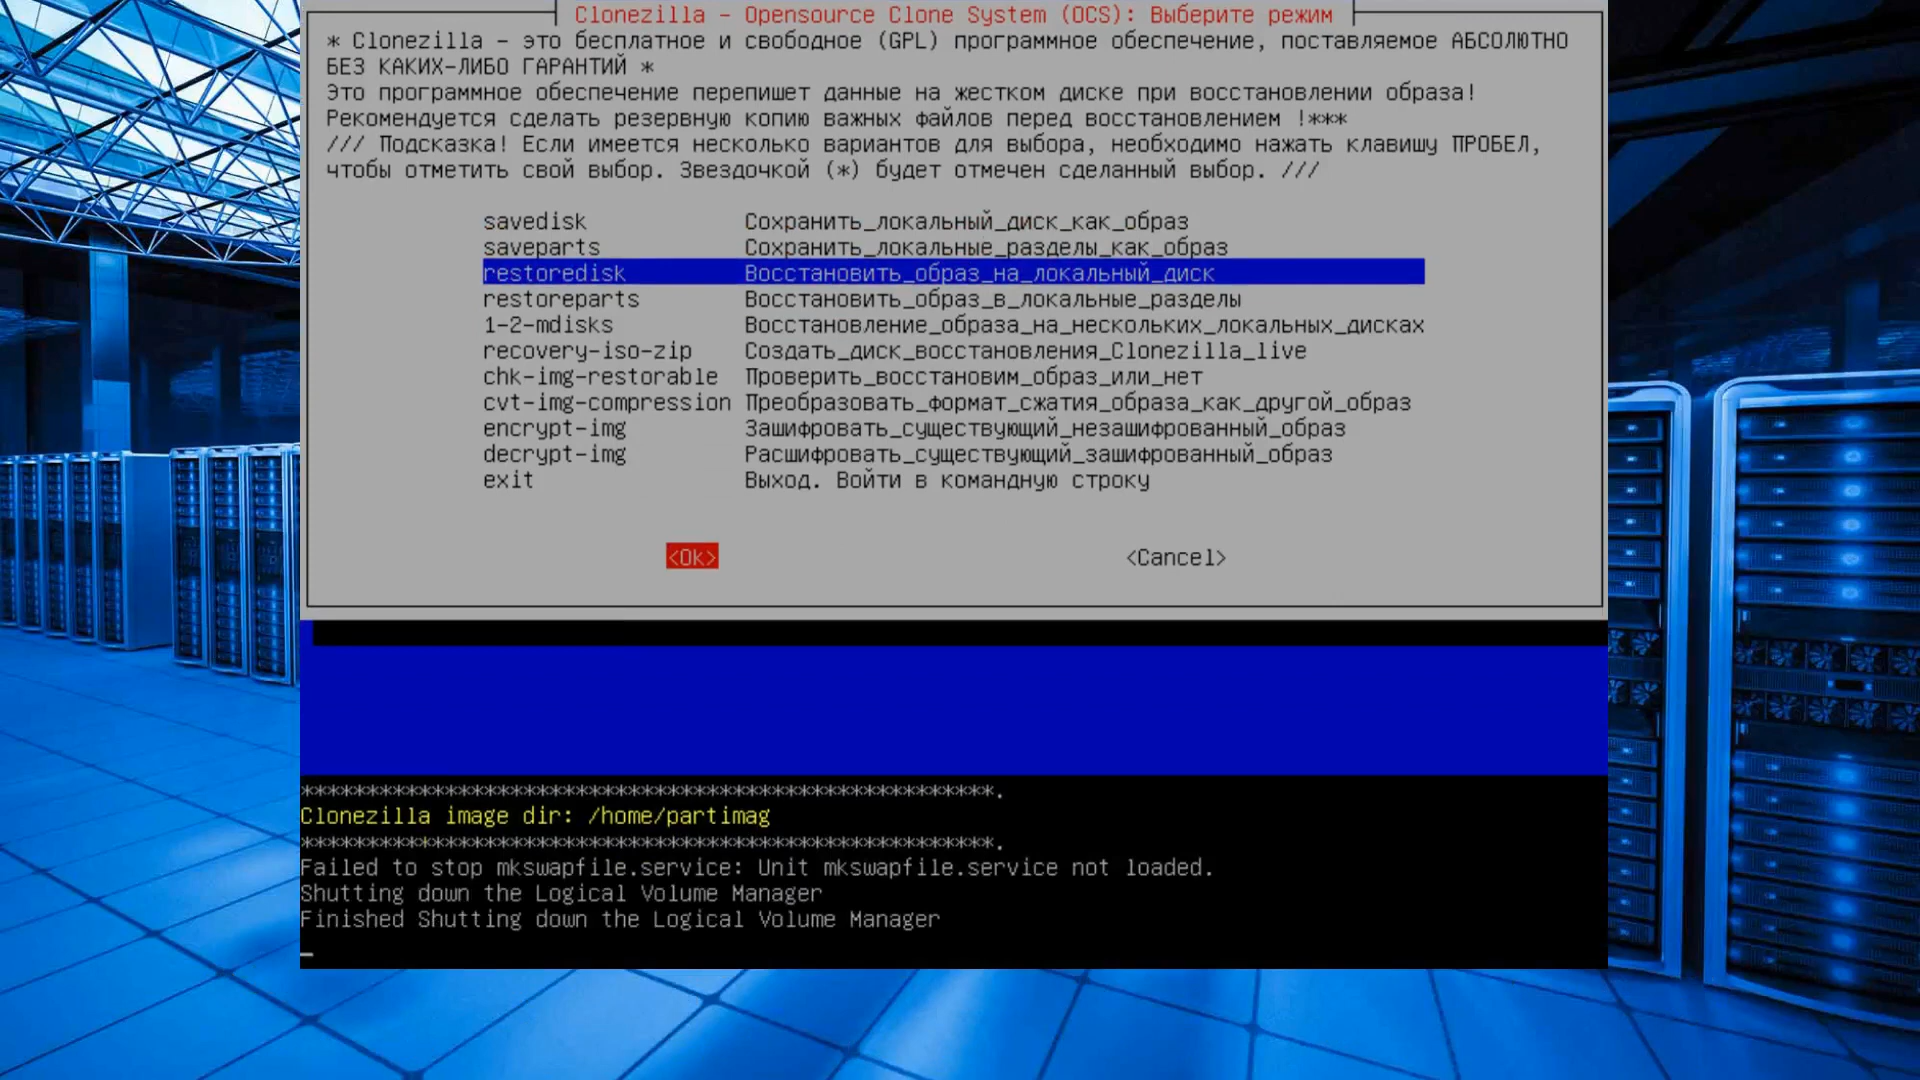 Clonezilla - Opensource Clone System (OCS): Выберите режим
* Clonezilla - это бесплатное и свободное (GPL) программное обеспечение, поставляемое АБСОЛЮТНО
БЕЗ КАКИХ-ЛИБО ГАРАНТИЙ *
Это программное обеспечение перепишет данные на жестком диске при восстановлении образа!
Рекомендуется сделать резервную копию важных файлов перед восстановлением !***
/// Подсказка! Если имеется несколько вариантов для выбора, необходимо нажать клавишу ПРОБЕЛ,
чтобы отметить свой выбор. Звездочкой (*) будет отмечен сделанный выбор. ///
savedisk Сохранить_локальный_диск_как_образ
saveparts Сохранить_локальные_разделы_как_образ
restoredisk Восстановить_образ_на_локальный_диск
restoreparts Восстановить_образ_в_локальные_разделы
1-2-mdisks Восстановление_образа_на_нескольких_локальных_дисках
recovery-iso-zip Создать_диск_восстановления_Clonezilla_live
chk-img-restorable Проверить_восстановим_образ_или_нет
cvt-img-compression Преобразовать_формат_сжатия_образа_как_другой_образ
encrypt-img Зашифровать_существующий_незашифрованный_образ
decrypt-img Расшифровать_существующий_зашифрованный_образ
exit Выход. Войти в командную строку
<Ok> <Cancel>
*****************************************************.
Clonezilla image dir: /home/partimag
*****************************************************.
Failed to stop mkswapfile.service: Unit mkswapfile.service not loaded.
Shutting down the Logical Volume Manager
Finished Shutting down the Logical Volume Manager